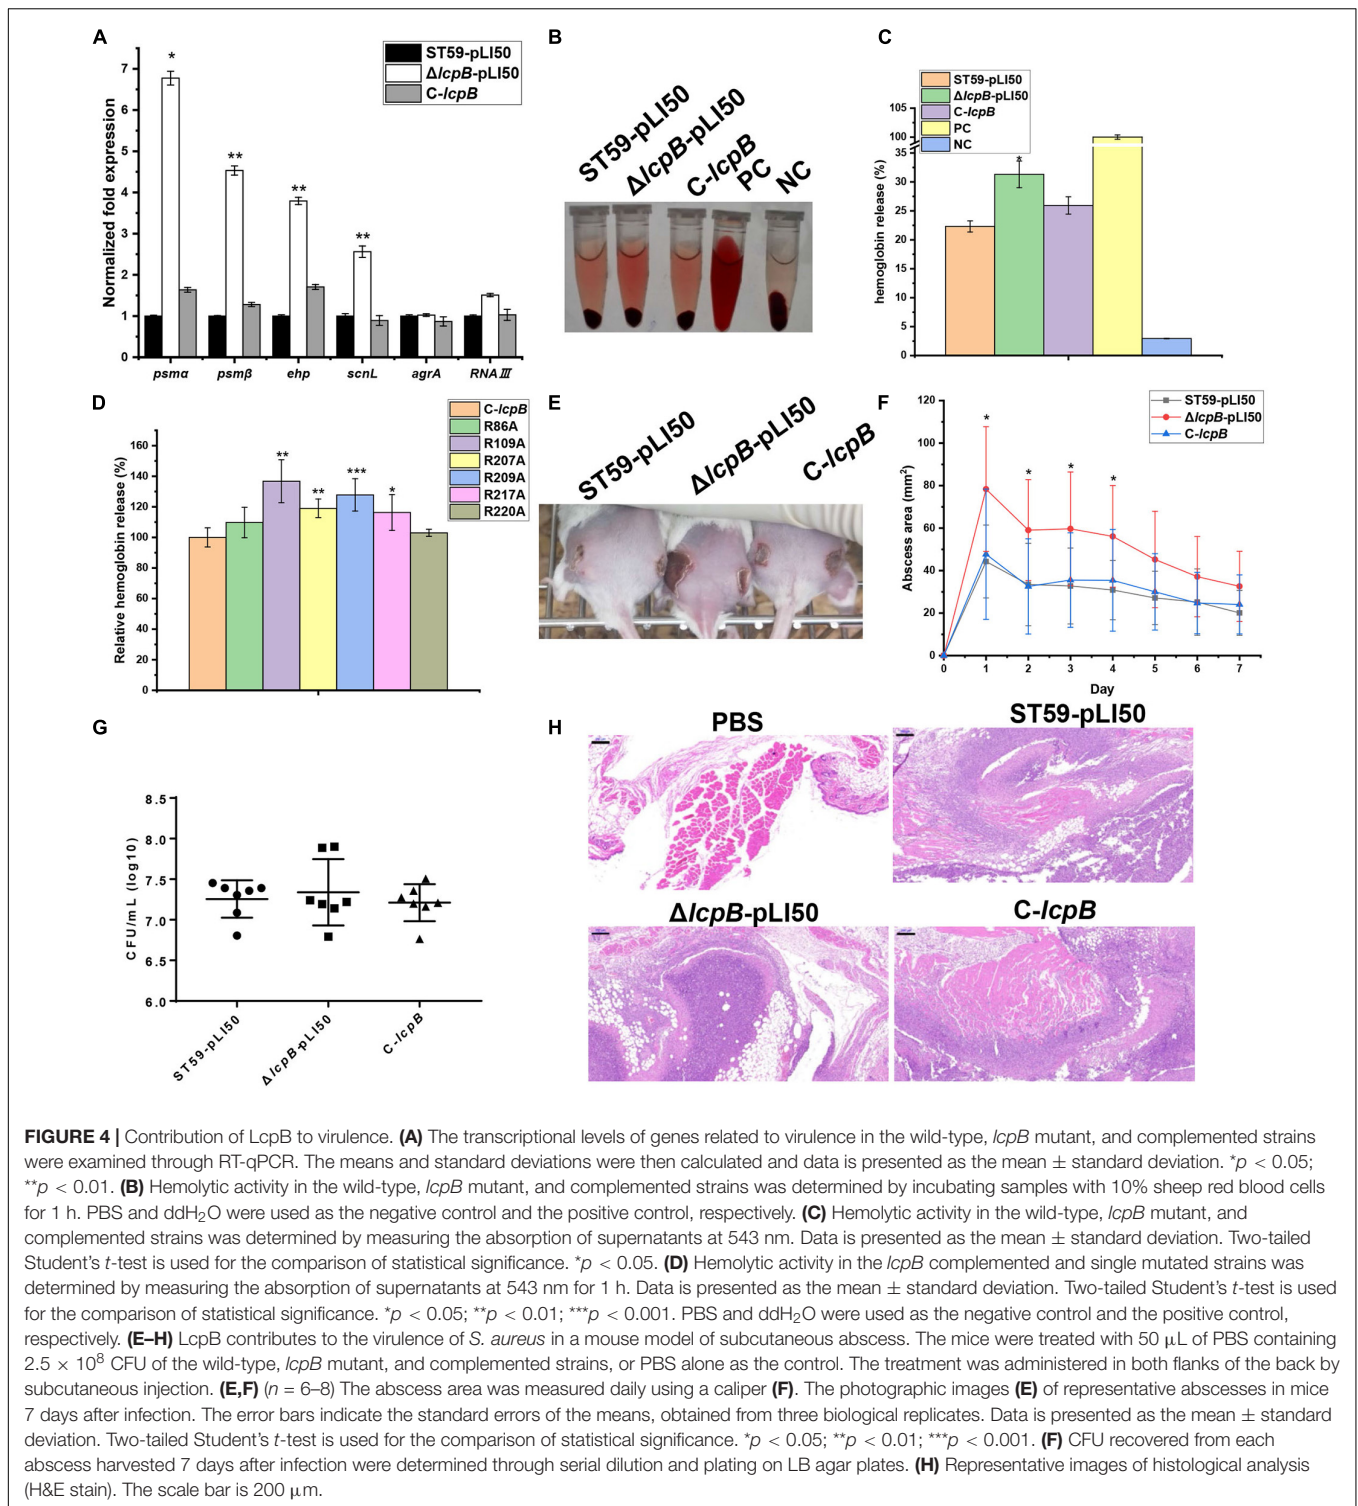 A
ST59-pLI50
ΔlcpB-pLI50
C-lcpB
Normalized fold expression
7
6
5
4
3
2
1
0
*
**
**
**
psmα
psmβ
ehp
scnL
agrA
RNAⅢ
B
ST59-pLI50
ΔlcpB-pLI50
C-lcpB
PC
NC
C
ST59-pLI50
ΔlcpB-pLI50
C-lcpB
PC
NC
hemoglobin release (%)
105
100
35
30
25
20
15
10
5
0
*
D
C-lcpB
R86A
R109A
R207A
R209A
R217A
R220A
Relative hemoglobin release (%)
140
120
100
80
60
40
20
0
**
**
***
*
E
ST59-pLI50
ΔlcpB-pLI50
C-lcpB
F
ST59-pLI50
ΔlcpB-pLI50
C-lcpB
Abscess area (mm²)
120
100
80
60
40
20
0
*
*
*
*
0 1 2 3 4 5 6 7
Day
G
CFU/mL (log10)
8.5
8.0
7.5
7.0
6.5
6.0
ST59-pLI50
ΔlcpB-pLI50
C-lcpB
H
PBS
ST59-pLI50
ΔlcpB-pLI50
C-lcpB
FIGURE 4 | Contribution of LcpB to virulence. (A) The transcriptional levels of genes related to virulence in the wild-type, lcpB mutant, and complemented strains
were examined through RT-qPCR. The means and standard deviations were then calculated and data is presented as the mean ± standard deviation. *p < 0.05;
**p < 0.01. (B) Hemolytic activity in the wild-type, lcpB mutant, and complemented strains was determined by incubating samples with 10% sheep red blood cells
for 1 h. PBS and ddH₂O were used as the negative control and the positive control, respectively. (C) Hemolytic activity in the wild-type, lcpB mutant, and
complemented strains was determined by measuring the absorption of supernatants at 543 nm. Data is presented as the mean ± standard deviation. Two-tailed
Student's t-test is used for the comparison of statistical significance. *p < 0.05. (D) Hemolytic activity in the lcpB complemented and single mutated strains was
determined by measuring the absorption of supernatants at 543 nm for 1 h. Data is presented as the mean ± standard deviation. Two-tailed Student's t-test is used
for the comparison of statistical significance. *p < 0.05; **p < 0.01; ***p < 0.001. PBS and ddH₂O were used as the negative control and the positive control,
respectively. (E–H) LcpB contributes to the virulence of S. aureus in a mouse model of subcutaneous abscess. The mice were treated with 50 μL of PBS containing
2.5 × 10⁸ CFU of the wild-type, lcpB mutant, and complemented strains, or PBS alone as the control. The treatment was administered in both flanks of the back by
subcutaneous injection. (E,F) (n = 6–8) The abscess area was measured daily using a caliper (F). The photographic images (E) of representative abscesses in mice
7 days after infection. The error bars indicate the standard errors of the means, obtained from three biological replicates. Data is presented as the mean ± standard
deviation. Two-tailed Student's t-test is used for the comparison of statistical significance. *p < 0.05; **p < 0.01; ***p < 0.001. (F) CFU recovered from each
abscess harvested 7 days after infection were determined through serial dilution and plating on LB agar plates. (H) Representative images of histological analysis
(H&E stain). The scale bar is 200 μm.